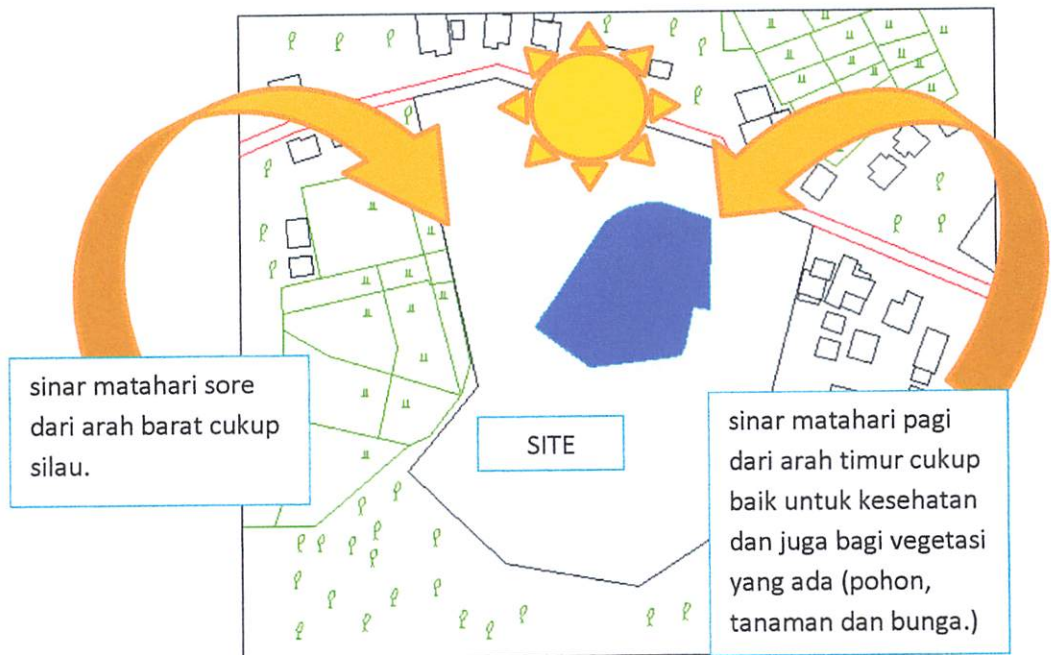 sinar matahari sore
dari arah barat cukup
silau.
SITE
sinar matahari pagi
dari arah timur cukup
baik untuk kesehatan
dan juga bagi vegetasi
yang ada (pohon,
tanaman dan bunga.)